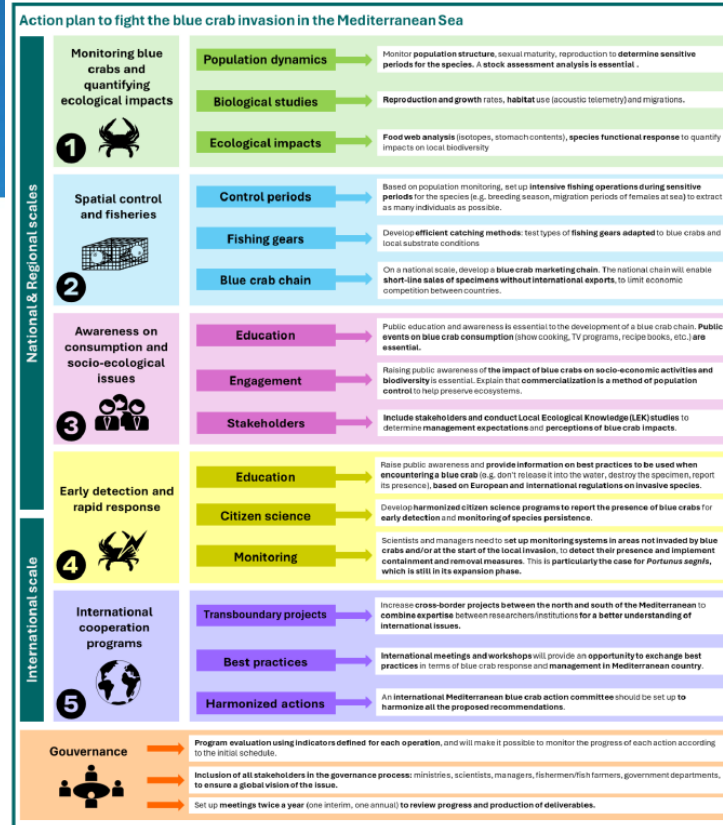 Action plan to fight the blue crab invasion in the Mediterranean Sea
National & Regional scales
Monitoring blue
crabs and
quantifying
ecological impacts
1
Population dynamics
Monitor population structure, sexual maturity, reproduction to determine sensitive
periods for the species. A stock assessment analysis is essential .
Biological studies
Reproduction and growth rates, habitat use (acoustic telemetry) and migrations.
Ecological impacts
Food web analysis (isotopes, stomach contents), species functional response to quantify
impacts on local biodiversity
Spatial control
and fisheries
2
Control periods
Based on population monitoring, set up intensive fishing operations during sensitive
periods for the species (e.g. breeding season, migration periods of females at sea) to extract
as many individuals as possible.
Fishing gears
Develop efficient catching methods: test types of fishing gears adapted to blue crabs and
local substrate conditions
Blue crab chain
On a national scale, develop a blue crab marketing chain. The national chain will enable
short-line sales of specimens without international exports, to limit economic
competition between countries.
Awareness on
consumption and
socio-ecological
issues
3
Education
Public education and awareness is essential to the development of a blue crab chain. Public
events on blue crab consumption (show cooking, TV programs, recipe books, etc.) are
essential.
Engagement
Raising public awareness of the impact of blue crabs on socio-economic activities and
biodiversity is essential. Explain that commercialization is a method of population
control to help preserve ecosystems.
Stakeholders
Include stakeholders and conduct Local Ecological Knowledge (LEK) studies to
determine management expectations and perceptions of blue crab impacts.
International scale
Early detection and
rapid response
4
Education
Raise public awareness and provide information on best practices to be used when
encountering a blue crab (e.g. don't release it into the water, destroy the specimen, report
its presence), based on European and international regulations on invasive species.
Citizen science
Develop harmonized citizen science programs to report the presence of blue crabs for
early detection and monitoring of species persistence.
Monitoring
Scientists and managers need to set up monitoring systems in areas not invaded by blue
crabs and/or at the start of the local invasion, to detect their presence and implement
containment and removal measures. This is particularly the case for Portunus segnis,
which is still in its expansion phase.
International
cooperation
programs
5
Transboundary projects
Increase cross-border projects between the north and south of the Mediterranean to
combine expertise between researchers/institutions for a better understanding of
international issues.
Best practices
International meetings and workshops will provide an opportunity to exchange best
practices in terms of blue crab response and management in Mediterranean country.
Harmonized actions
An international Mediterranean blue crab action committee should be set up to
harmonize all the proposed recommendations.
Gouvernance
Program evaluation using indicators defined for each operation, and will make it possible to monitor the progress of each action according
to the initial schedule.
Inclusion of all stakeholders in the governance process: ministries, scientists, managers, fishermen/fish farmers, government departments,
to ensure a global vision of the issue.
Set up meetings twice a year (one interim, one annual) to review progress and production of deliverables.